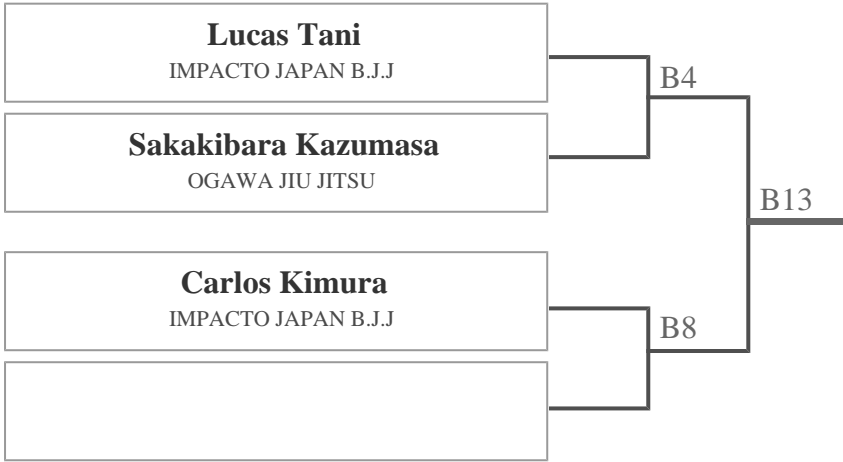 Lucas Tani
IMPACTO JAPAN B.J.J
B4
Sakakibara Kazumasa
OGAWA JIU JITSU
B13
Carlos Kimura
IMPACTO JAPAN B.J.J
B8